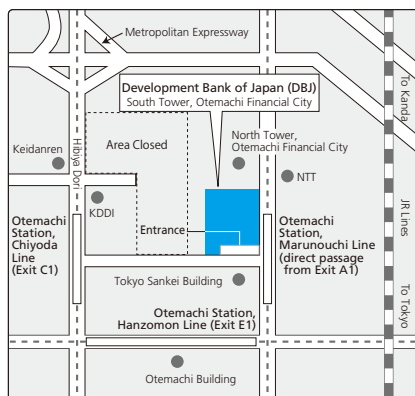 Metropolitan Expressway
To Kanda
Development Bank of Japan (DBJ)
South Tower, Otemachi Financial City
North Tower,
Otemachi Financial City
Area Closed
Keidanren
Hibiya Dori
NTT
KDDI
JR Lines
Otemachi
Station,
Chiyoda
Line
(Exit C1)
Entrance
Otemachi
Station,
Marunouchi Line
(direct passage
from Exit A1)
Tokyo Sankei Building
To Tokyo
Otemachi Station,
Hanzomon Line (Exit E1)
Otemachi Building